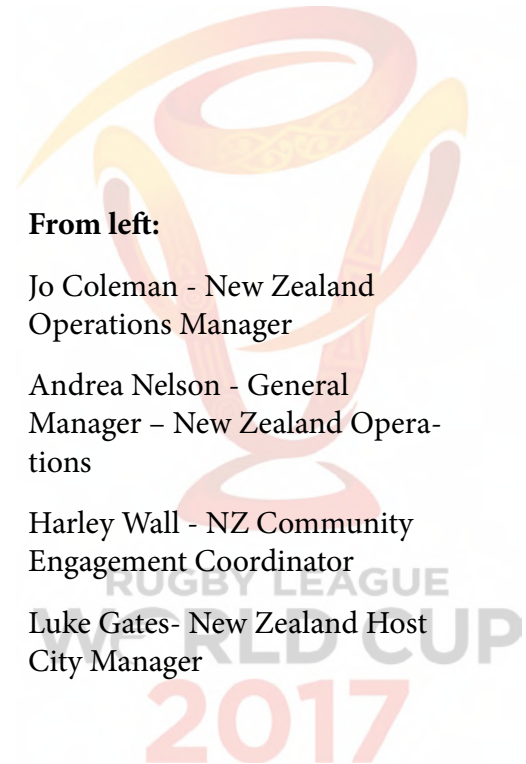 From left:
Jo Coleman - New Zealand
Operations Manager
Andrea Nelson - General
Manager – New Zealand Opera-
tions
Harley Wall - NZ Community
Engagement Coordinator
RUGBY LEAGUE
Luke Gates- New Zealand Host
WORLD CUP
City Manager
2017